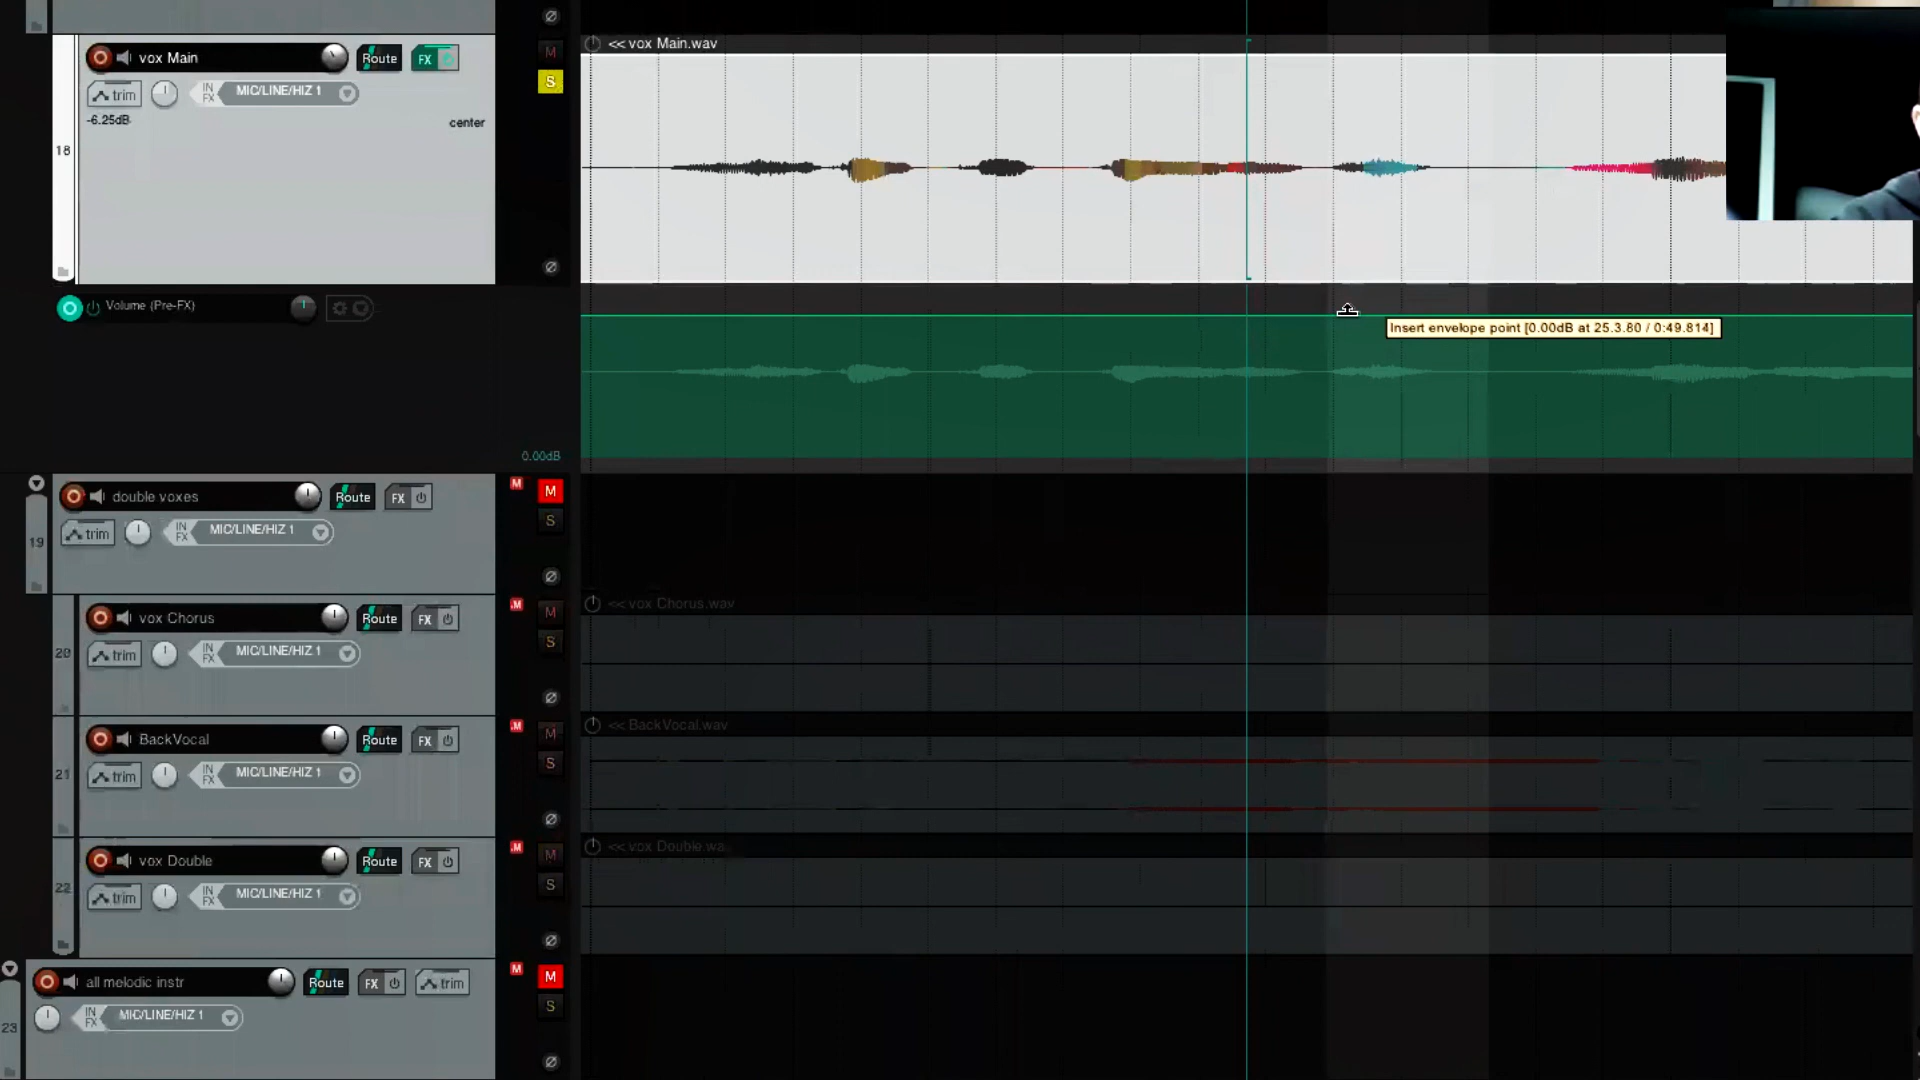 18
vox Main
Route
FX
trim
IN
FX
MIC/LINE/HIZ 1
-6.25dB
center
M
S
<< vox Main.wav
Volume (Pre-FX)
Insert envelope point [0.00dB at 25.3.80 / 0:49.814]
0.00dB
19
double voxes
Route
FX
trim
IN
FX
MIC/LINE/HIZ 1
M
M
S
20
vox Chorus
Route
FX
trim
IN
FX
MIC/LINE/HIZ 1
M
M
S
<< vox Chorus.wav
21
BackVocal
Route
FX
trim
IN
FX
MIC/LINE/HIZ 1
M
M
S
<< BackVocal.wav
22
vox Double
Route
FX
trim
IN
FX
MIC/LINE/HIZ 1
M
M
S
<< vox Double.wa
23
all melodic instr
Route
FX
trim
IN
FX
MIC/LINE/HIZ 1
M
M
S